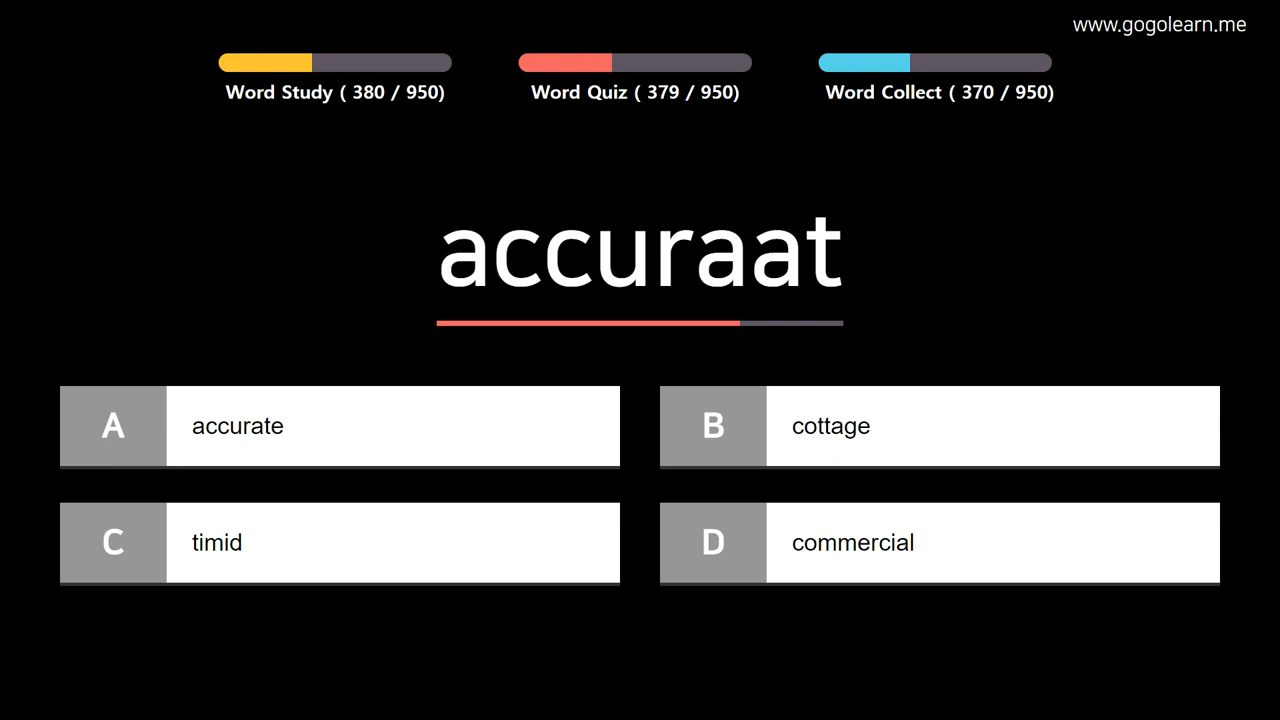 www.gogolearn.me
Word Study ( 380 / 950)
Word Quiz ( 379 / 950)
Word Collect ( 370 / 950)
accuraat
A accurate
B cottage
C timid
D commercial